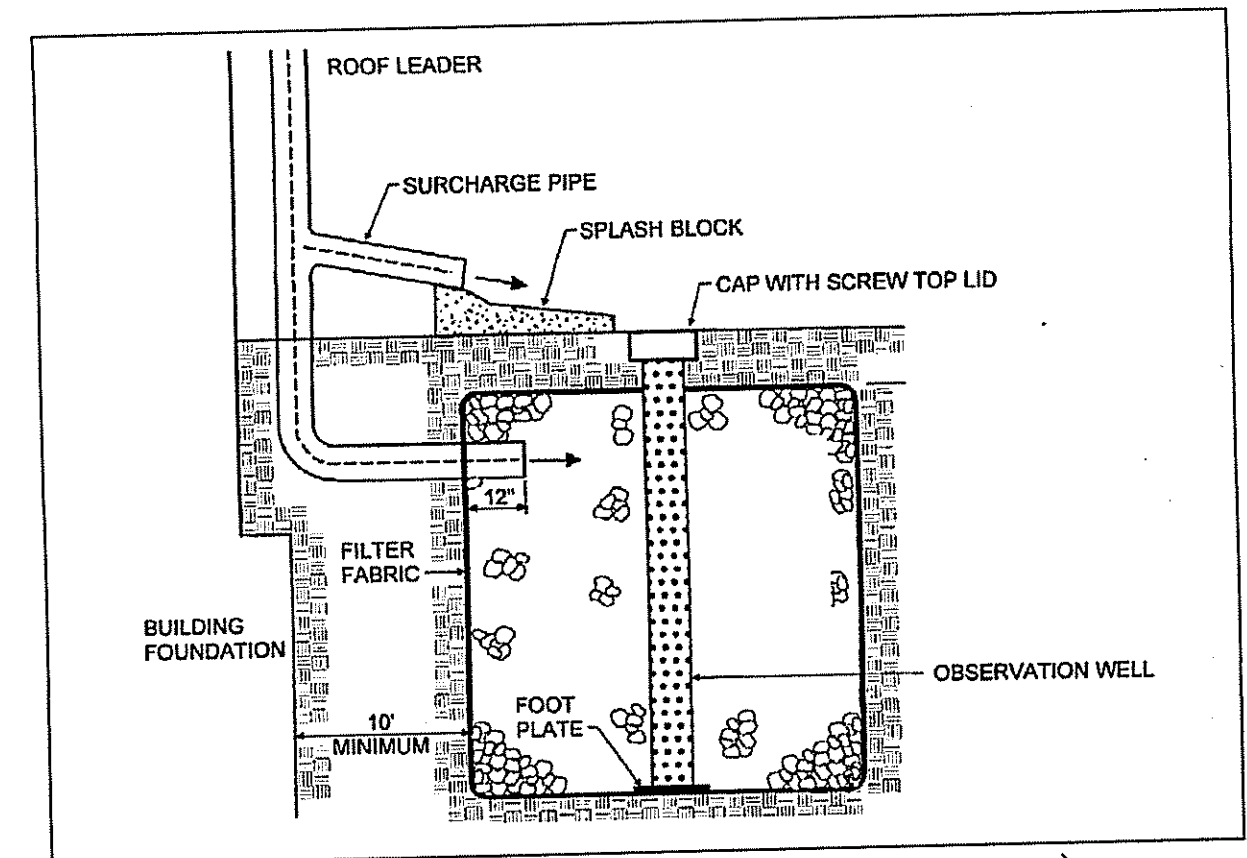 ROOF LEADER
SURCHARGE PIPE
SPLASH BLOCK
CAP WITH SCREW TOP LID
12"
FILTER
FABRIC
BUILDING
FOUNDATION
OBSERVATION WELL
FOOT
PLATE
10'
MINIMUM